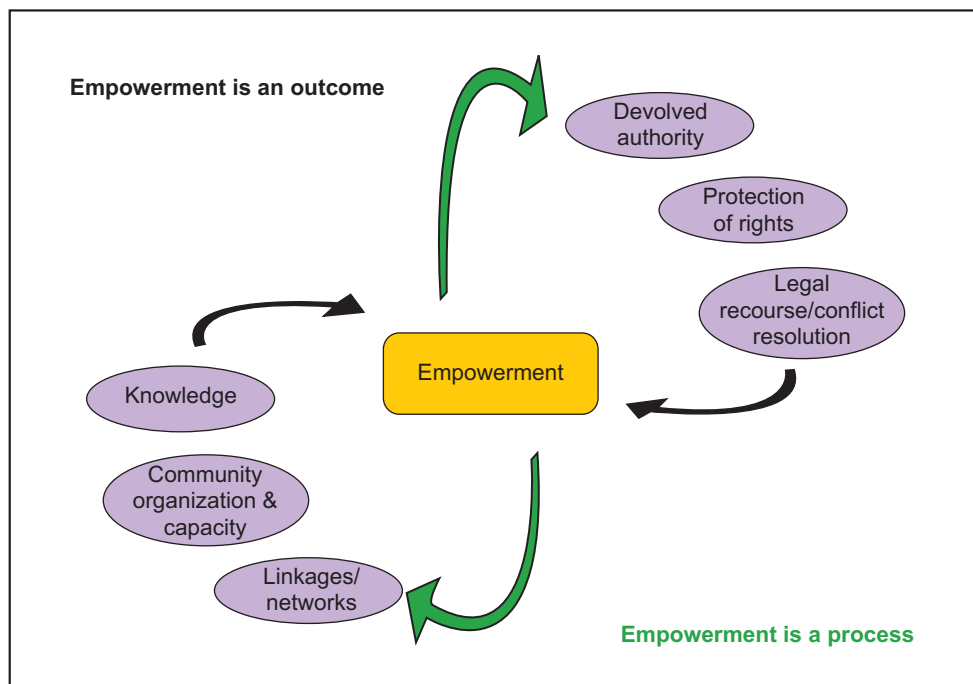 Empowerment is an outcome
Devolved
authority
Protection
of rights
Legal
recourse/conflict
resolution
Empowerment
Knowledge
Community
organization &
capacity
Linkages/
networks
Empowerment is a process